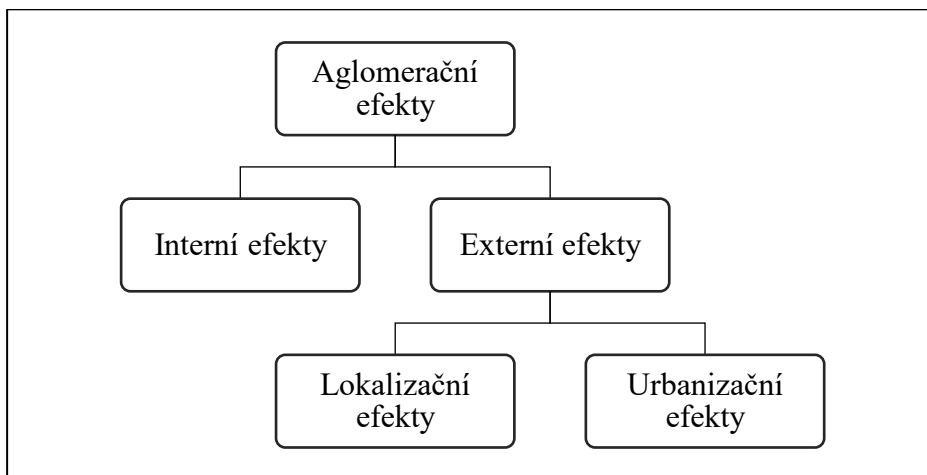 Aglomerační
efekty
Interní efekty
Externí efekty
Lokalizační
efekty
Urbanizační
efekty